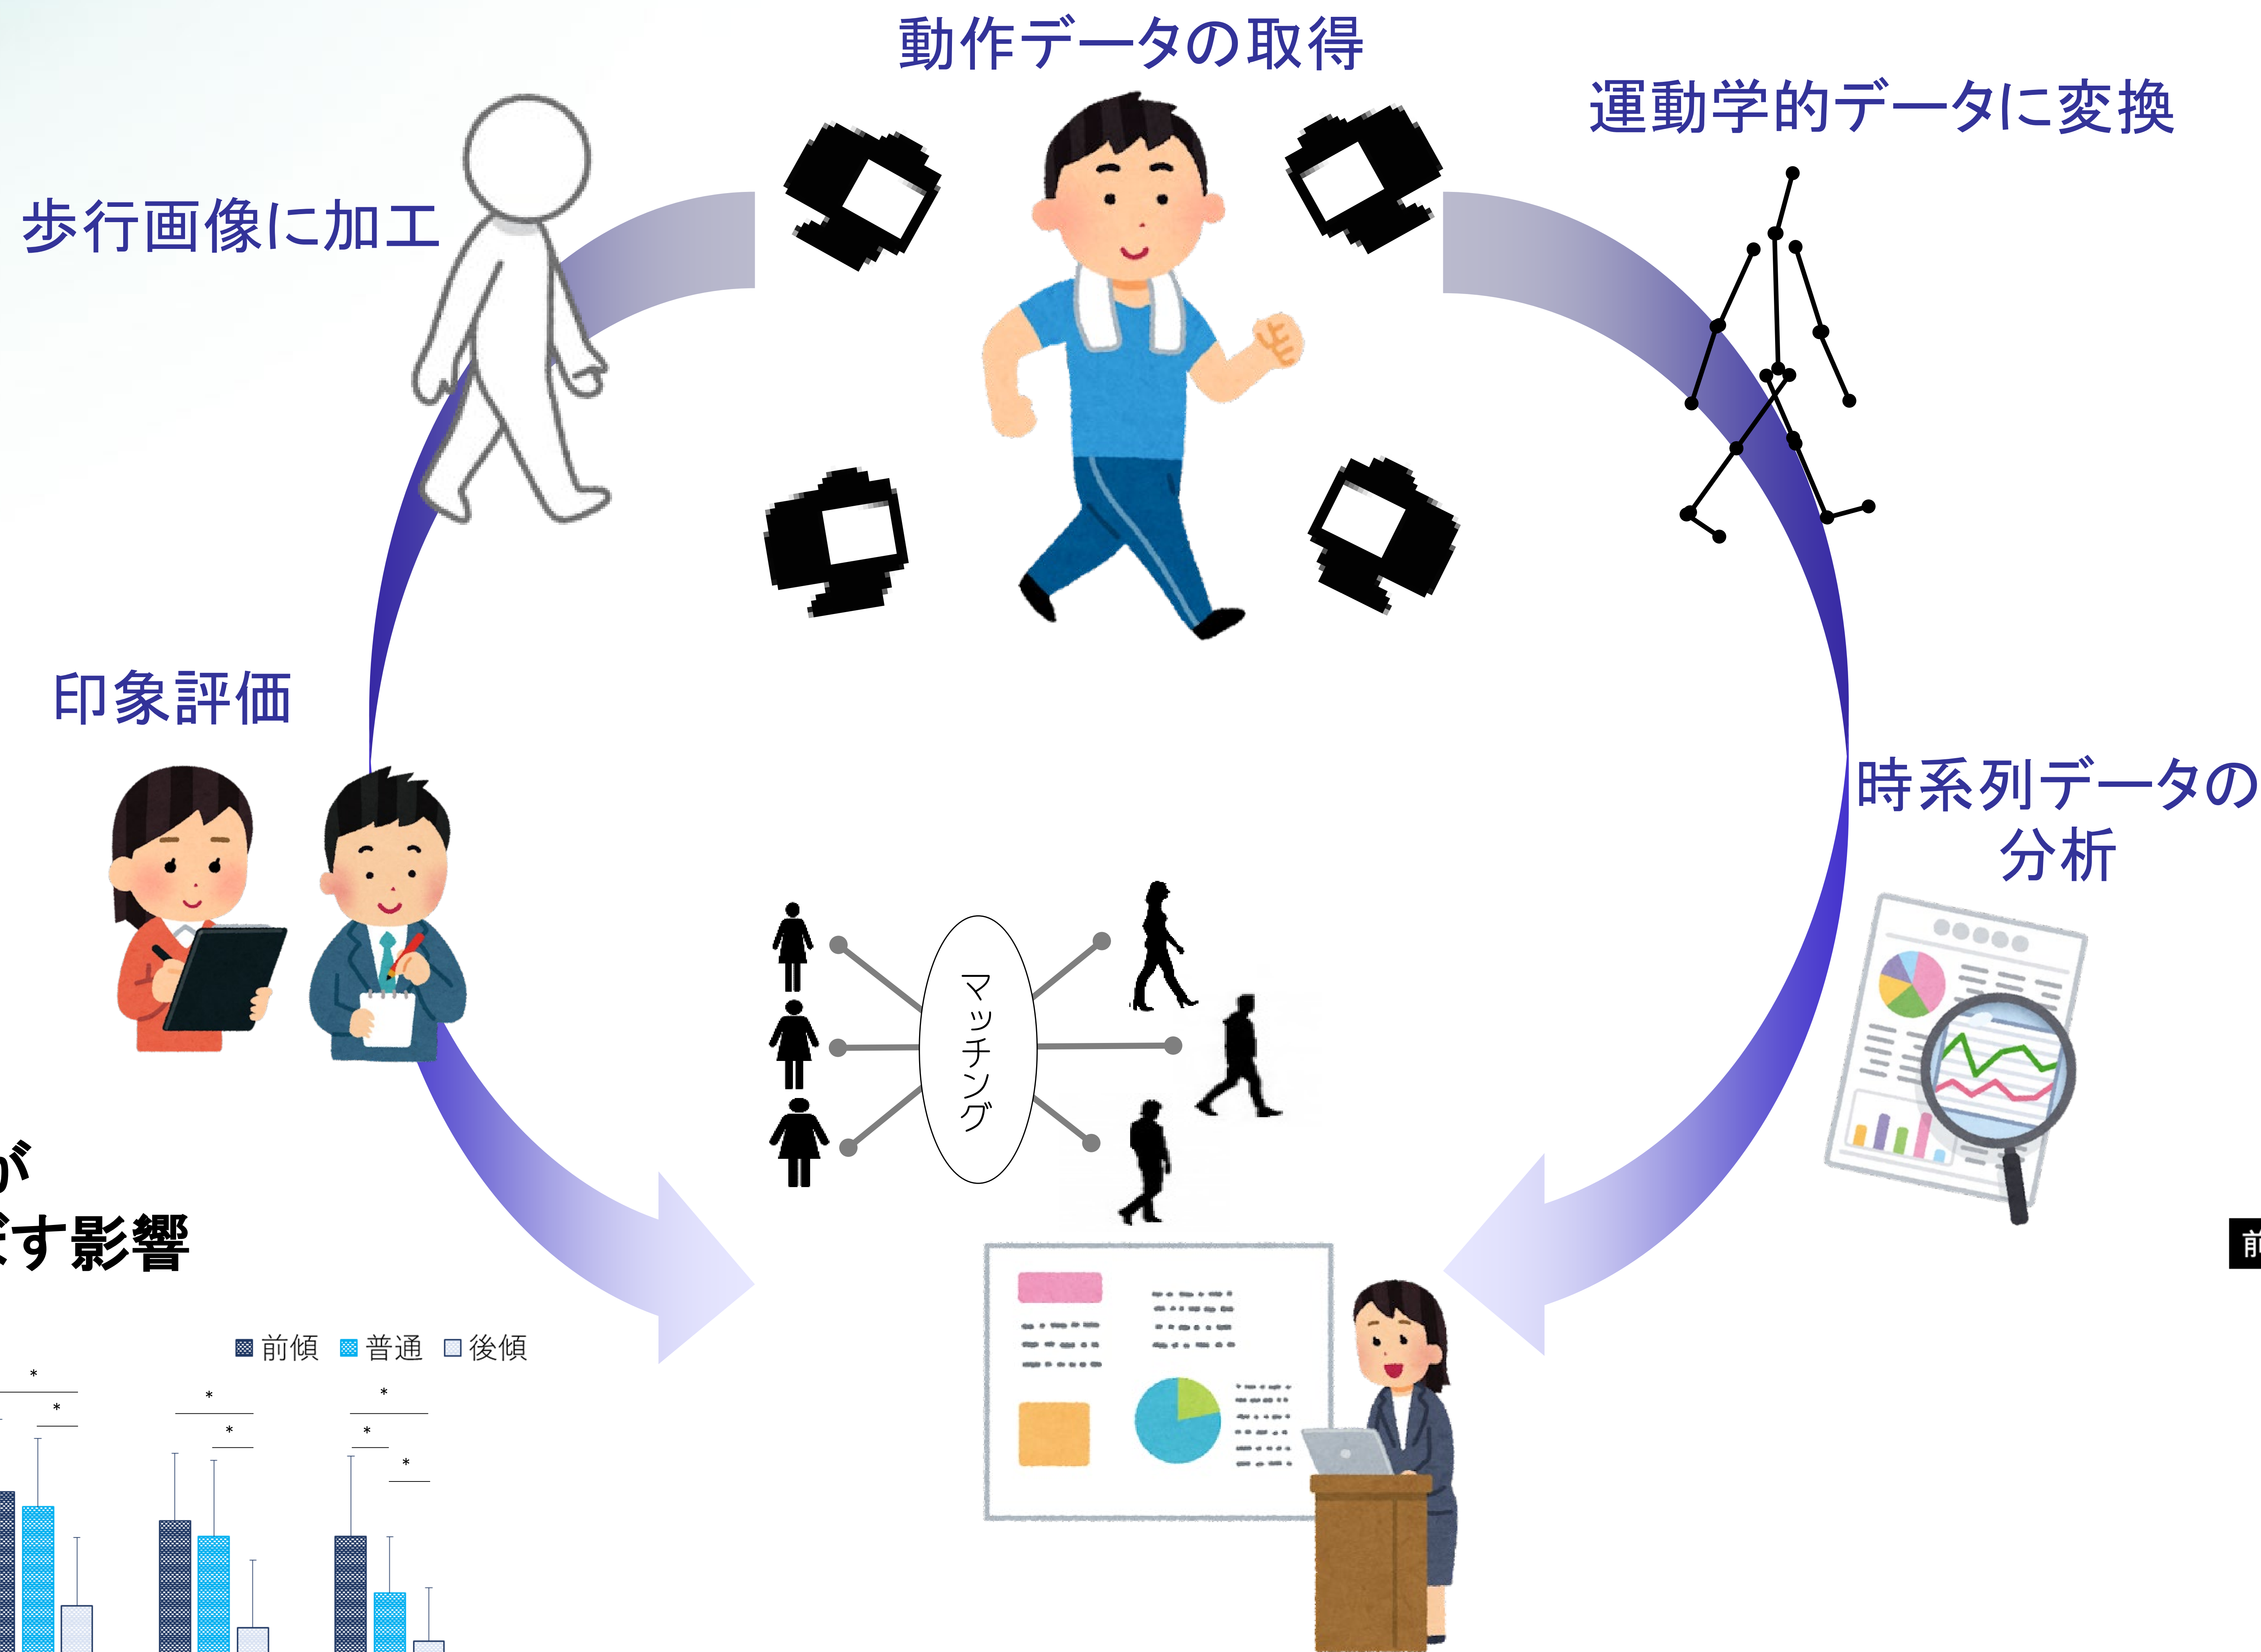 動作データの取得
運動学的データに変換
歩行画像に加工
印象評価
時系列データの
分析
マッチング
が
ぼす影響
前傾 普通 後傾
* * * * * * *